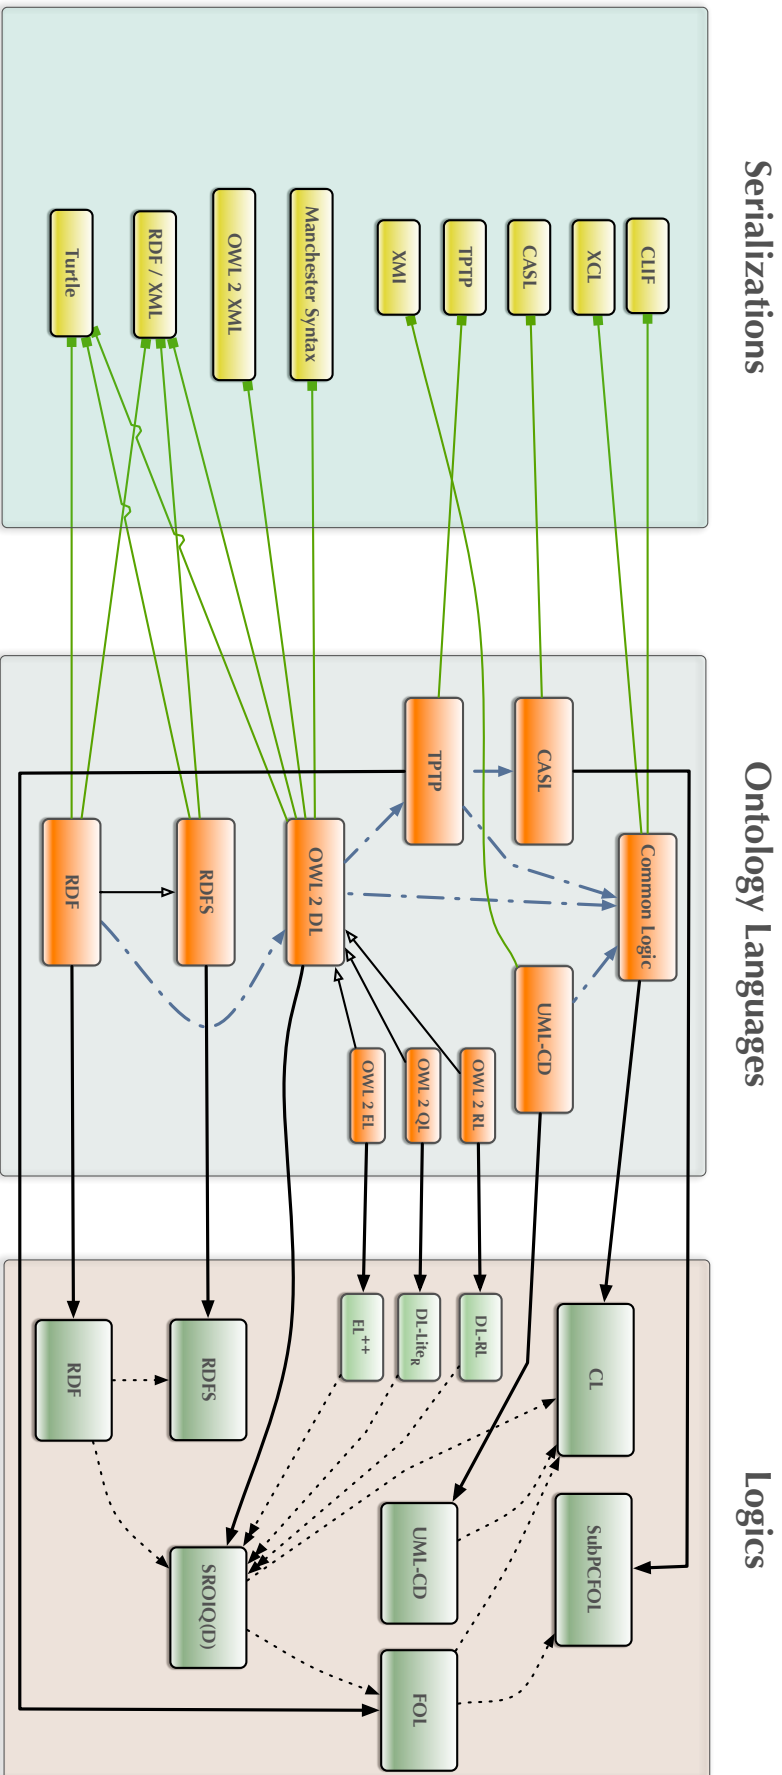 Serializations
CLIF
XCL
CASL
TPTP
XMI
Manchester Syntax
OWL 2 XML
RDF / XML
Turtle
Ontology Languages
Common Logic
CASL
TPTP
UML-CD
OWL 2 DL
RDFS
RDF
OWL 2 RL
OWL 2 QL
OWL 2 EL
Logics
CL
SubPCFOL
DL-RL
DL-LiteR
EL++
UML-CD
FOL
RDFS
RDF
SROIQ(D)